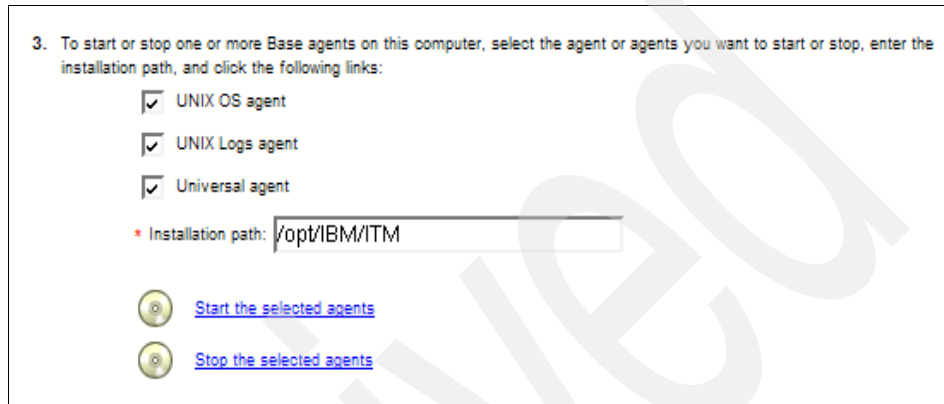 3. To start or stop one or more Base agents on this computer, select the agent or agents you want to start or stop, enter the
installation path, and click the following links:
UNIX OS agent
UNIX Logs agent
Universal agent
* Installation path: /opt/IBM/ITM
Start the selected agents
Stop the selected agents